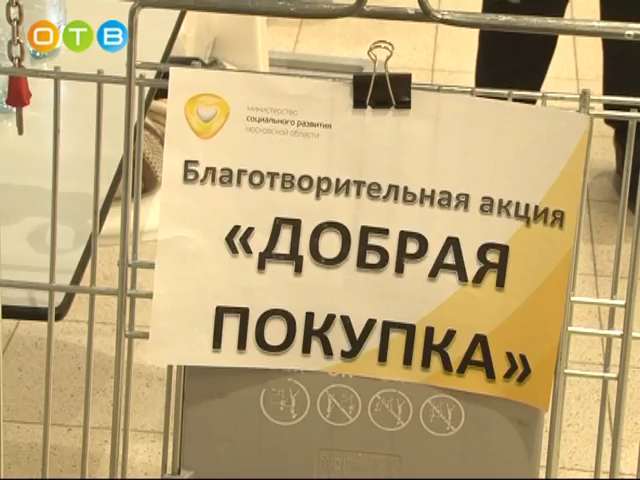 ОТВ
министерство
социального развития
московской области
Благотворительная акция
«ДОБРАЯ
ПОКУПКА»